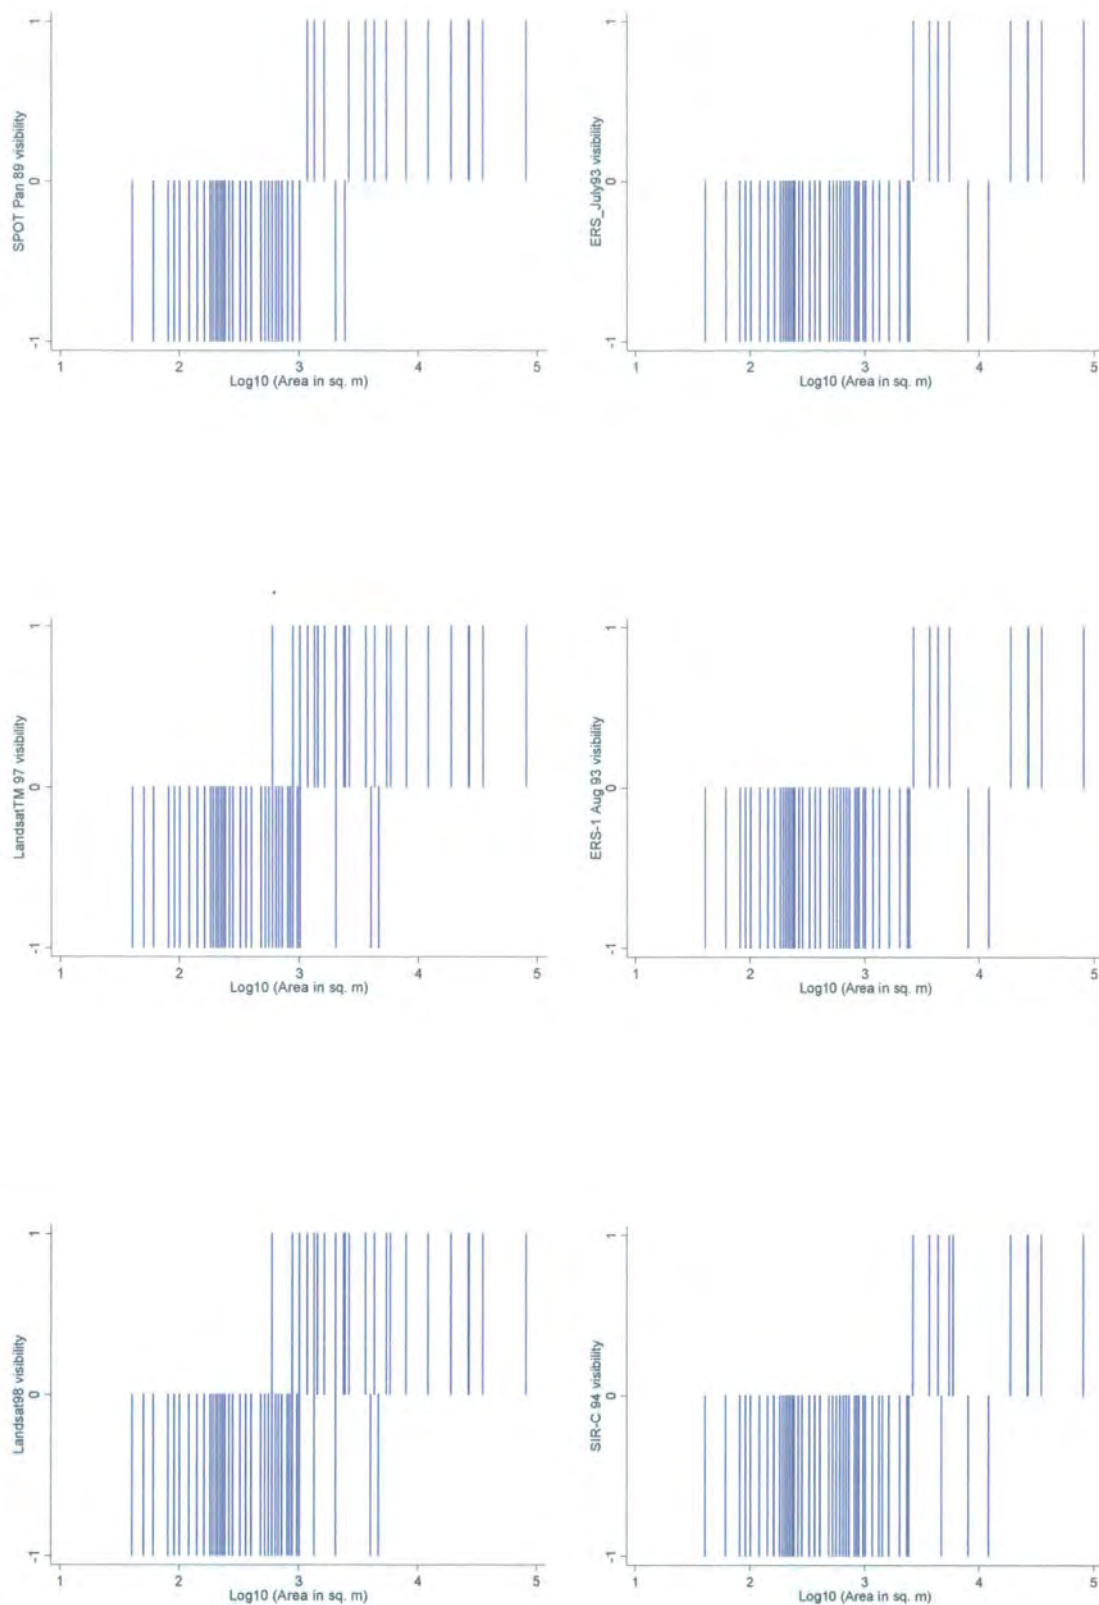 SPOT Pan 89 visibility
1
0
-1
1 2 3 4 5
Log10 (Area in sq. m)
ERS_July93 visibility
1
0
-1
1 2 3 4 5
Log10 (Area in sq. m)
LandsatTM 97 visibility
1
0
-1
1 2 3 4 5
Log10 (Area in sq. m)
ERS-1 Aug 93 visibility
1
0
-1
1 2 3 4 5
Log10 (Area in sq. m)
Landsat98 visibility
1
0
-1
1 2 3 4 5
Log10 (Area in sq. m)
SIR-C 94 visibility
1
0
-1
1 2 3 4 5
Log10 (Area in sq. m)